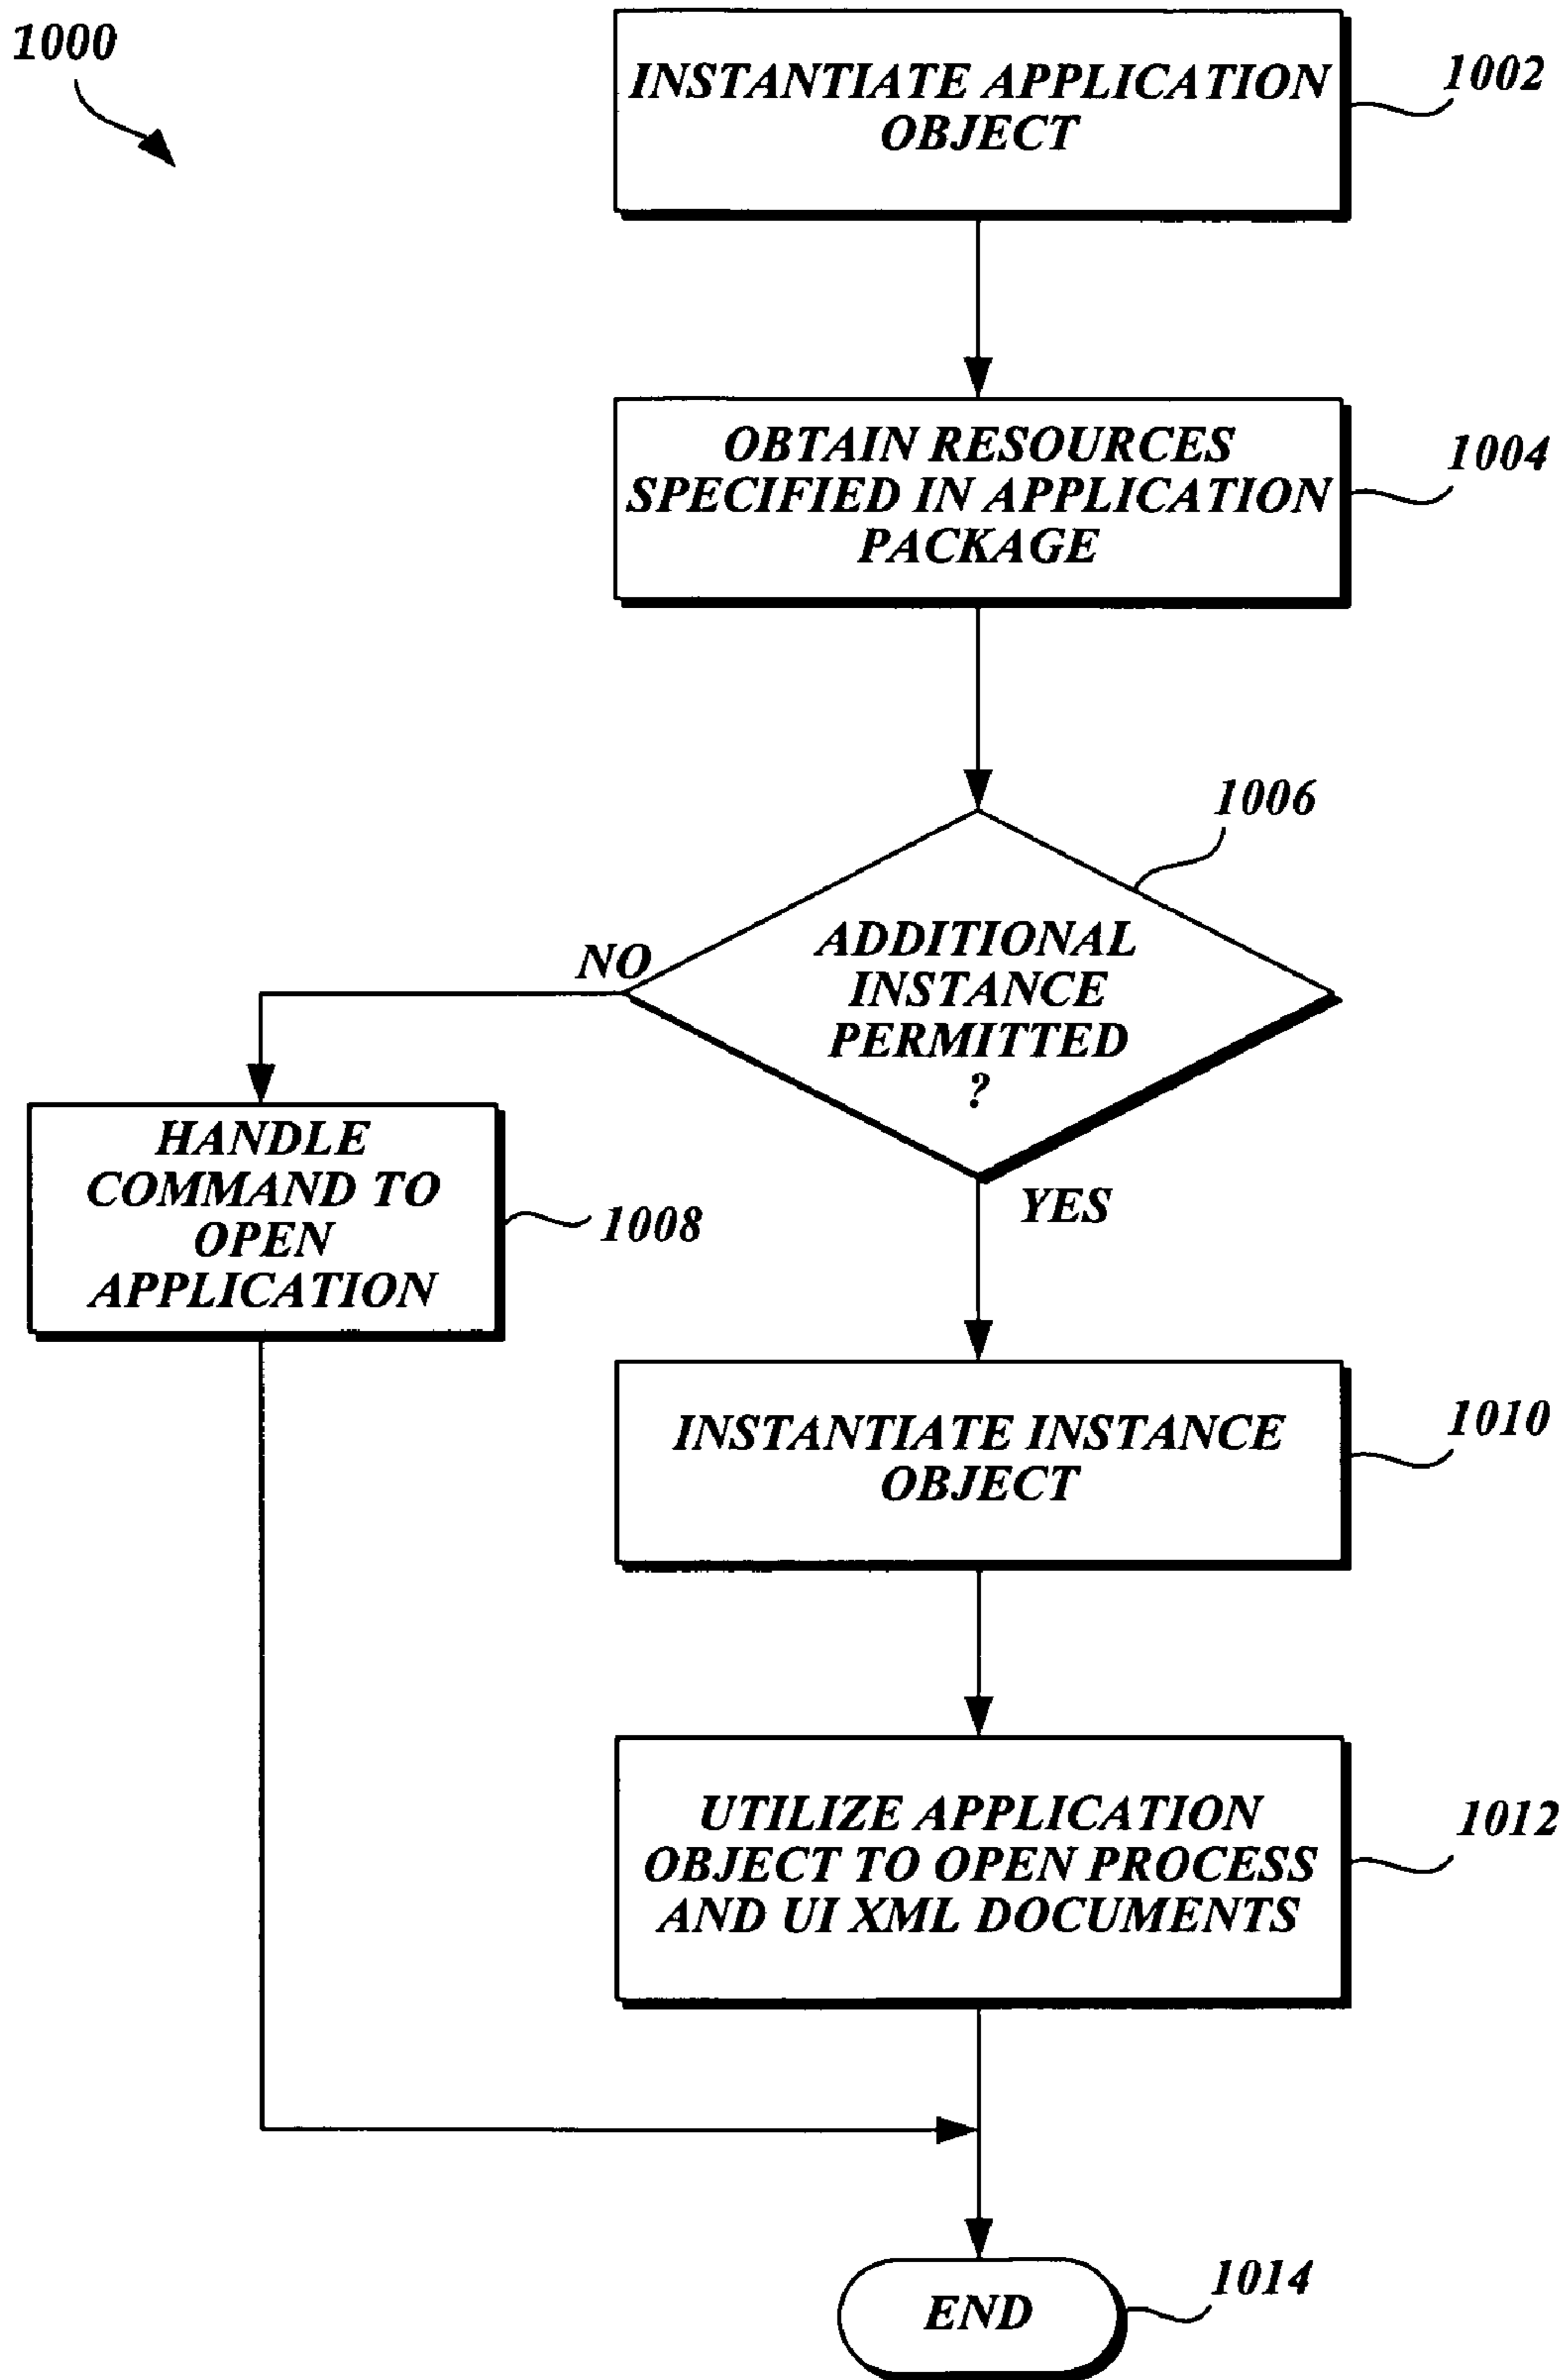 1000
INSTANTIATE APPLICATION
OBJECT
1002
OBTAIN RESOURCES
SPECIFIED IN APPLICATION
PACKAGE
1004
1006
ADDITIONAL
INSTANCE
PERMITTED
?
NO
YES
HANDLE
COMMAND TO
OPEN
APPLICATION
1008
INSTANTIATE INSTANCE
OBJECT
1010
UTILIZE APPLICATION
OBJECT TO OPEN PROCESS
AND UI XML DOCUMENTS
1012
END
1014